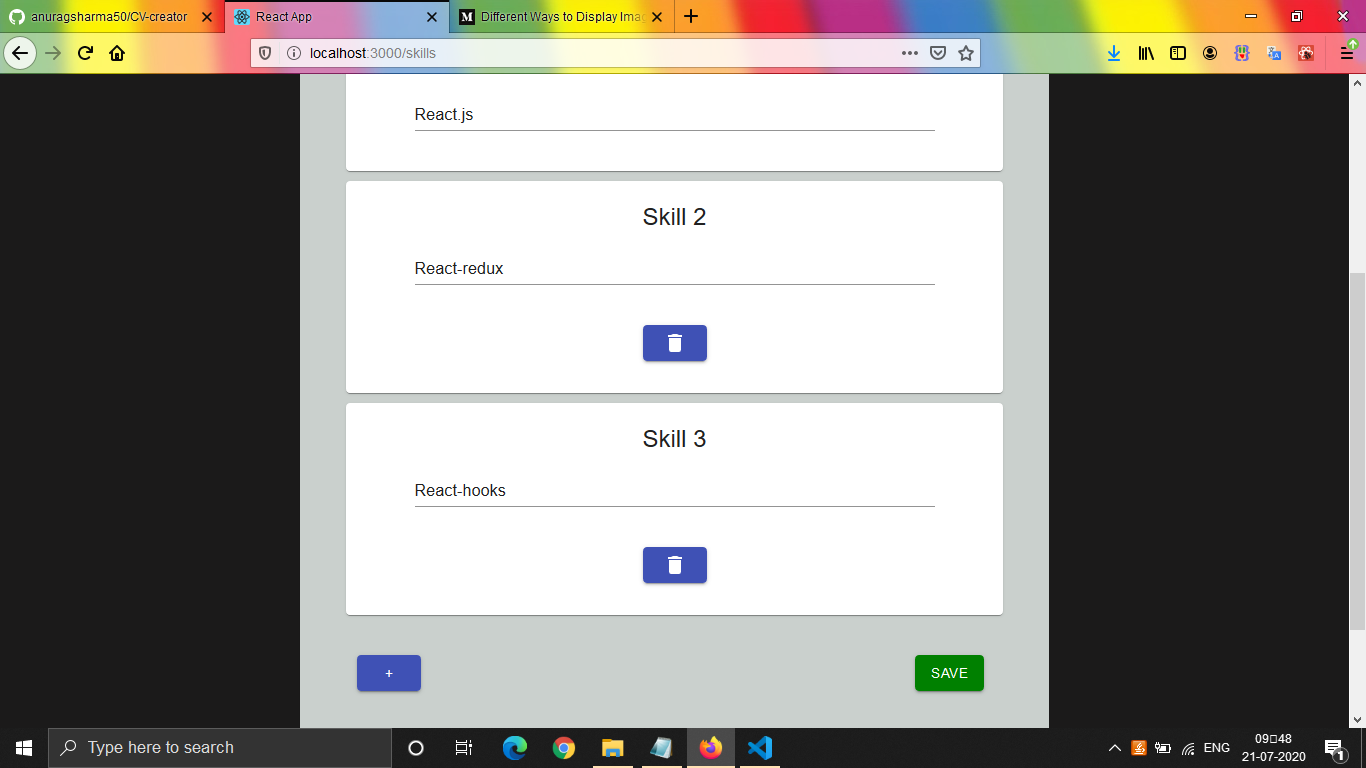 anuragsharma50/CV-creator
React App
Different Ways to Display Ima
localhost:3000/skills
React.js
Skill 2
React-redux
Skill 3
React-hooks
+
SAVE
Type here to search
ENG
09▯48
21-07-2020
1